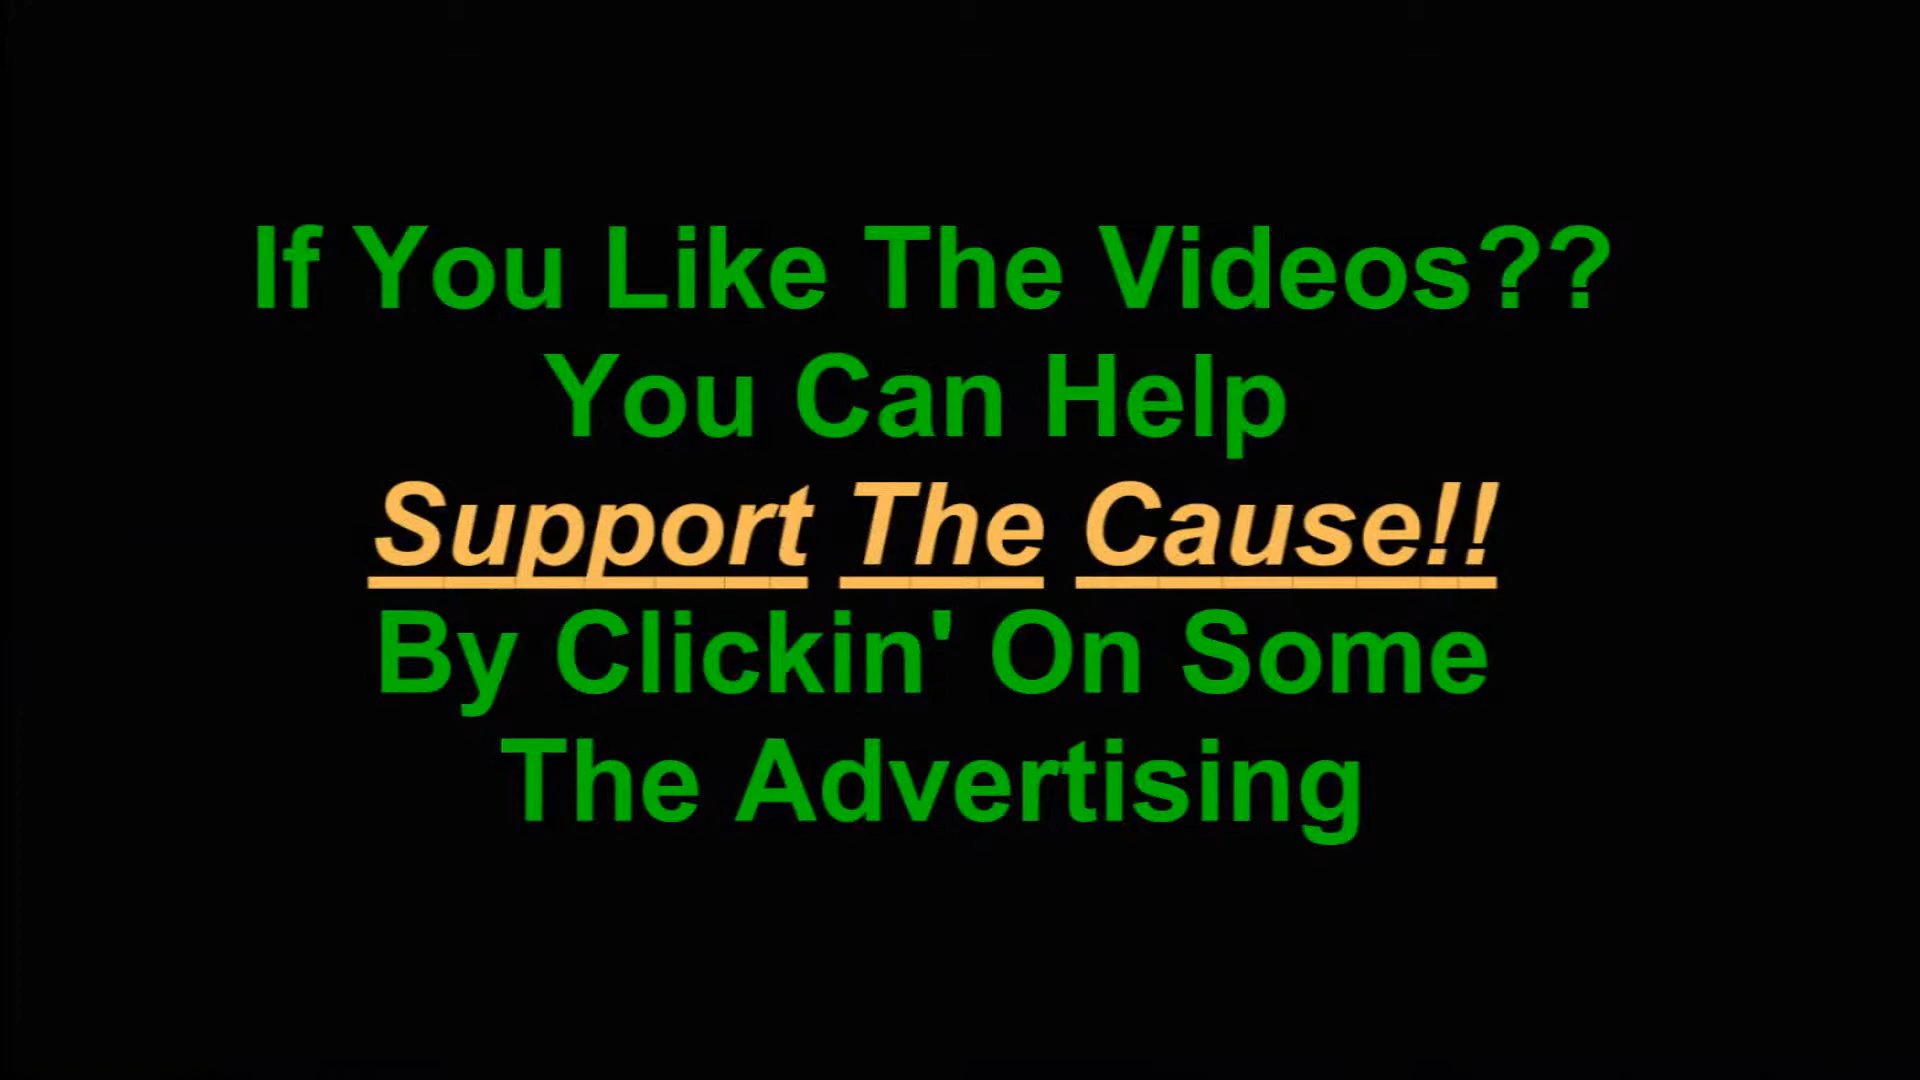 If You Like The Videos??
You Can Help
Support The Cause!!
By Clickin' On Some
The Advertising